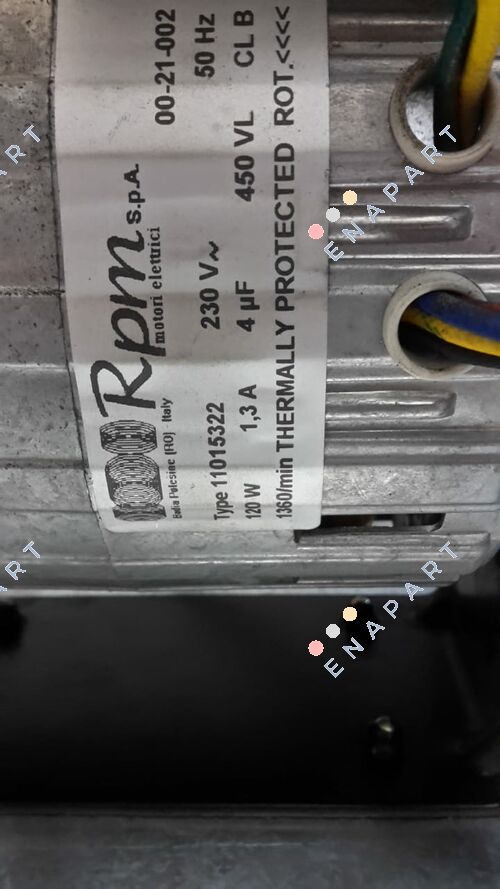 Rpm s.p.A.
motori elettrici
Badia Polesine (RO) Italy
00-21-002
Type 11015322 230 V~ 50 Hz
120 W 1,3 A 4 µF 450 VL CL B
1360/min THERMALLY PROTECTED ROT.<<<<
ENAPART
ENAPART